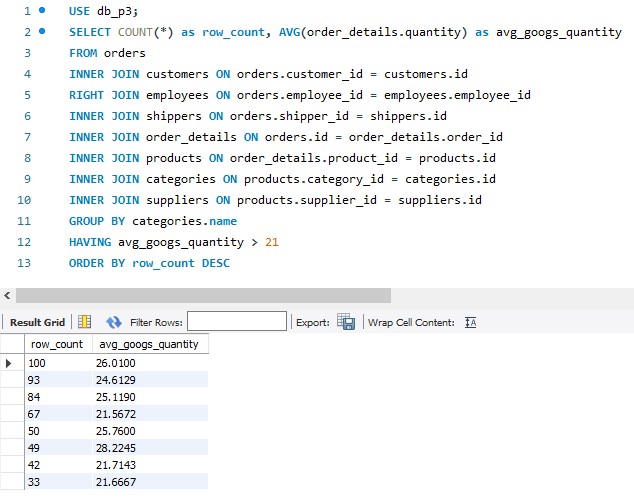 1 USE db_p3;
2 SELECT COUNT(*) as row_count, AVG(order_details.quantity) as avg_googs_quantity
3 FROM orders
4 INNER JOIN customers ON orders.customer_id = customers.id
5 RIGHT JOIN employees ON orders.employee_id = employees.employee_id
6 INNER JOIN shippers ON orders.shipper_id = shippers.id
7 INNER JOIN order_details ON orders.id = order_details.order_id
8 INNER JOIN products ON order_details.product_id = products.id
9 INNER JOIN categories ON products.category_id = categories.id
10 INNER JOIN suppliers ON products.supplier_id = suppliers.id
11 GROUP BY categories.name
12 HAVING avg_googs_quantity > 21
13 ORDER BY row_count DESC
Result Grid Filter Rows: Export: Wrap Cell Content: IA
row_count avg_googs_quantity
100 26.0100
93 24.6129
84 25.1190
67 21.5672
50 25.7600
49 28.2245
42 21.7143
33 21.6667